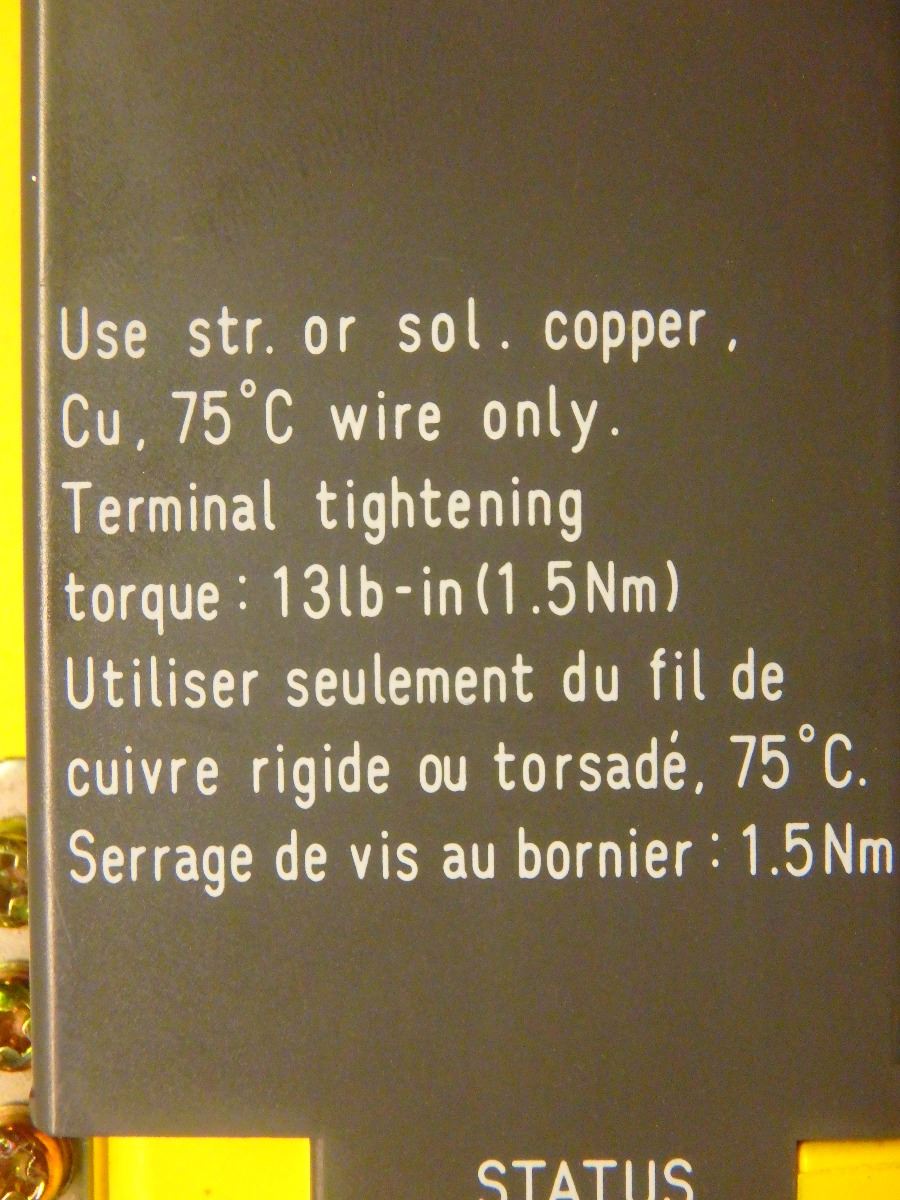 Use str. or sol. copper,
Cu, 75°C wire only.
Terminal tightening
torque: 13lb-in(1.5Nm)
Utiliser seulement du fil de
cuivre rigide ou torsadé, 75°C.
Serrage de vis au bornier: 1.5Nm
STATUS